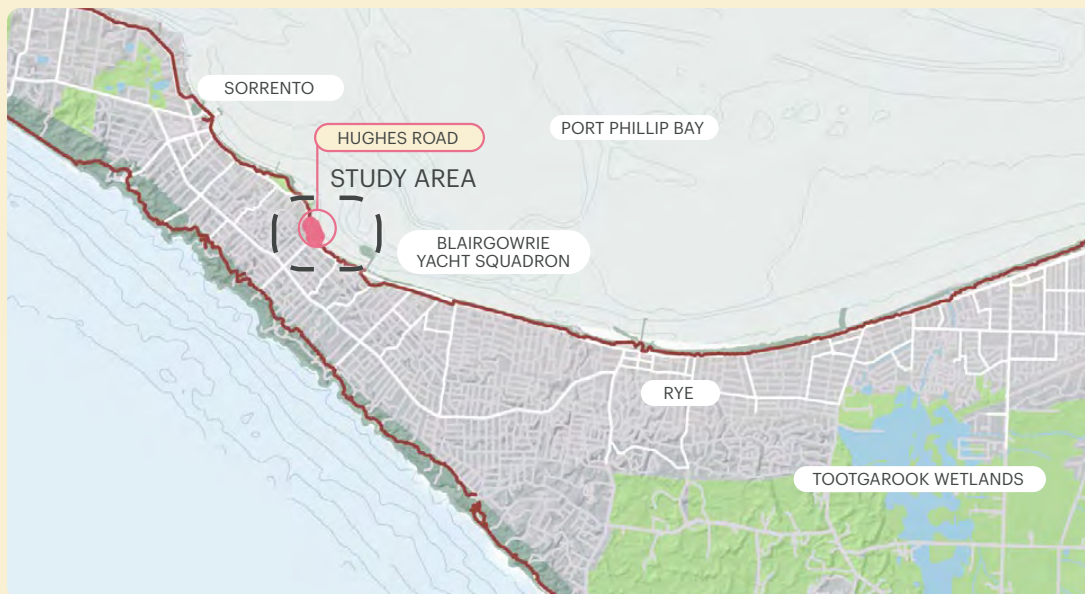 SORRENTO
PORT PHILLIP BAY
HUGHES ROAD
STUDY AREA
BLAIRGOWRIE
YACHT SQUADRON
RYE
TOOTGAROOK WETLANDS